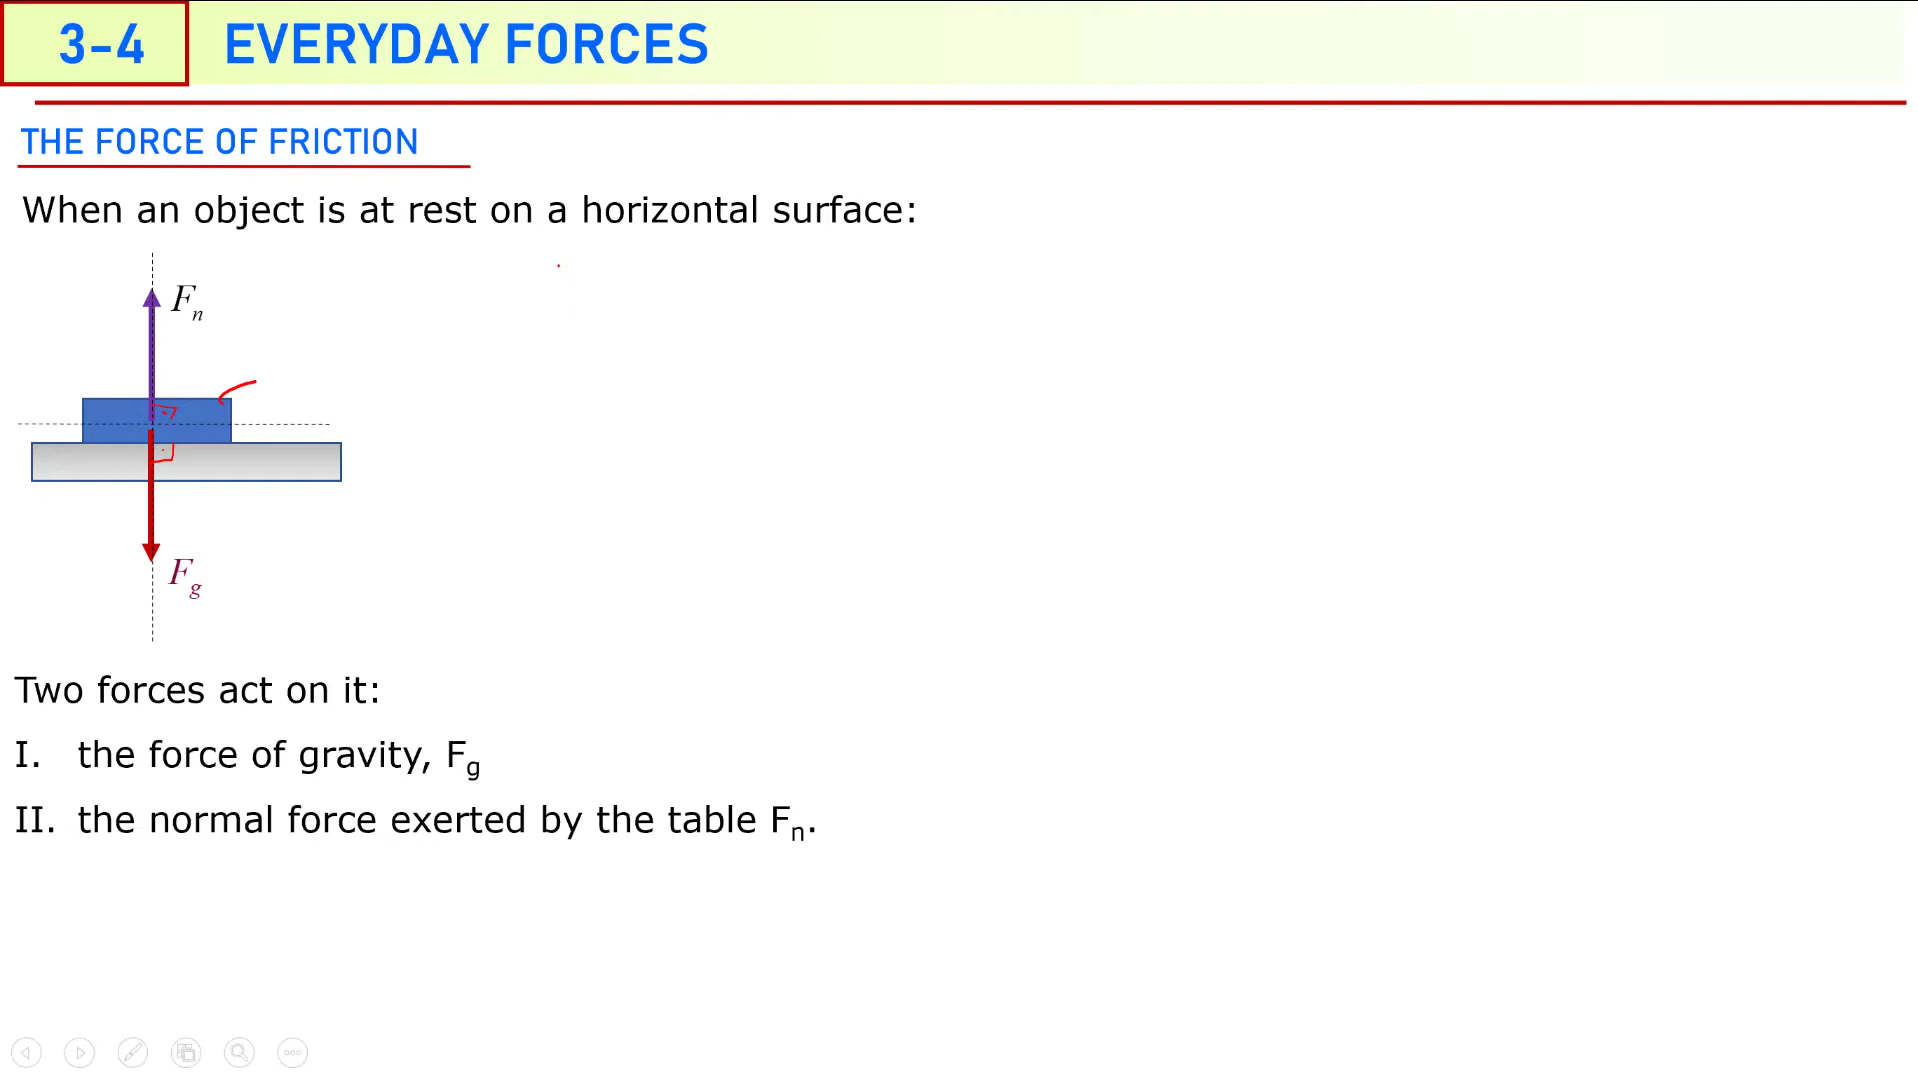 3-4 EVERYDAY FORCES
THE FORCE OF FRICTION
When an object is at rest on a horizontal surface:
Fn
Fg
Two forces act on it:
I. the force of gravity, Fg
II. the normal force exerted by the table Fn.